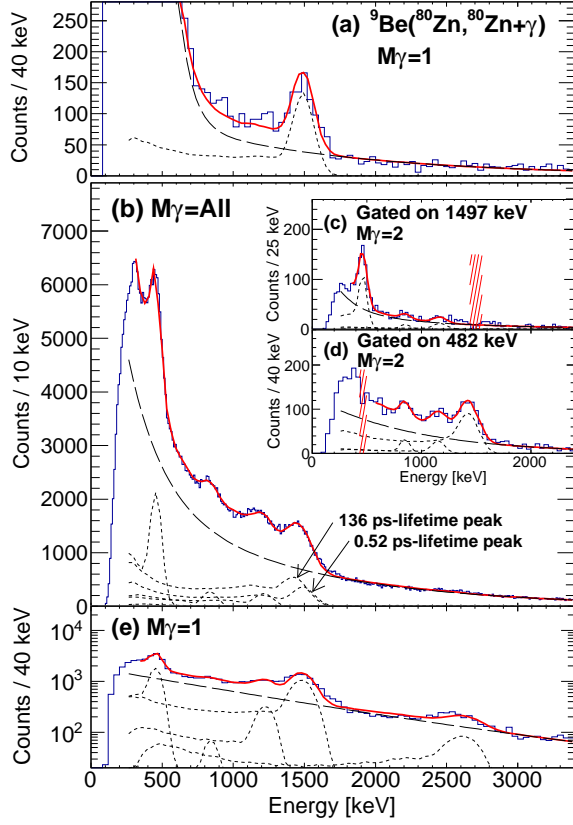 (a) ⁹Be(⁸⁰Zn,⁸⁰Zn+γ)
Mγ=1
Counts / 40 keV
250
200
150
100
50
0
(b) Mγ=All
Counts / 10 keV
7000
6000
5000
4000
3000
2000
1000
0
136 ps-lifetime peak
0.52 ps-lifetime peak
(c) Gated on 1497 keV
Mγ=2
Counts / 25 keV
200
100
0
(d) Gated on 482 keV
Mγ=2
Counts / 40 keV
200
100
0
0 1000 2000
Energy [keV]
(e) Mγ=1
Counts / 40 keV
10⁴
10³
10²
0 500 1000 1500 2000 2500 3000
Energy [keV]